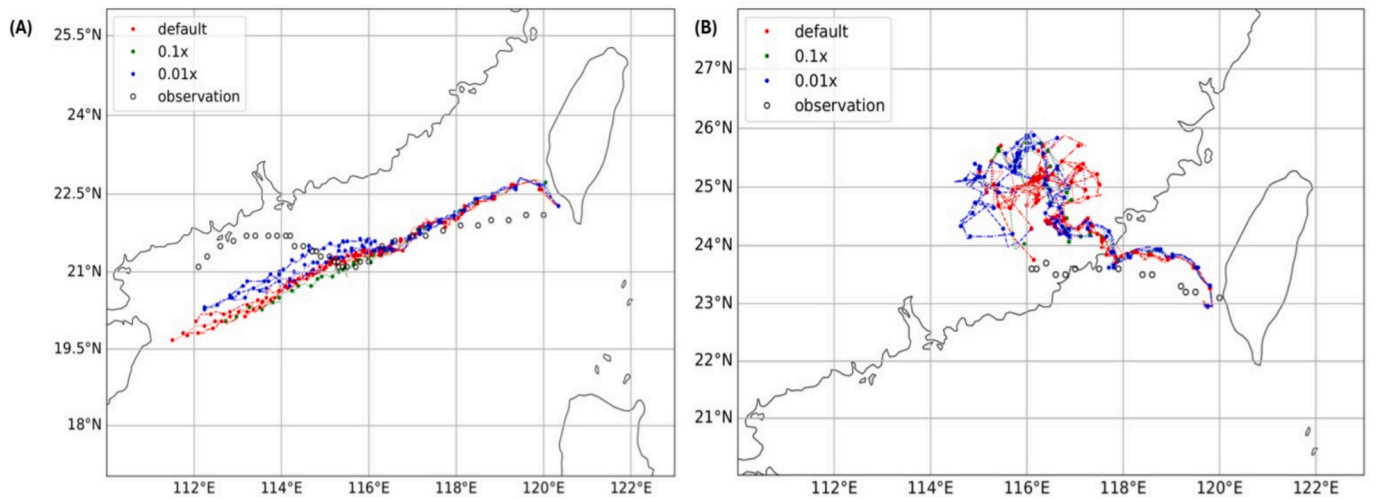 (A)
default
0.1x
0.01x
observation
25.5°N
24°N
22.5°N
21°N
19.5°N
18°N
112°E 114°E 116°E 118°E 120°E 122°E
(B)
default
0.1x
0.01x
observation
27°N
26°N
25°N
24°N
23°N
22°N
21°N
112°E 114°E 116°E 118°E 120°E 122°E